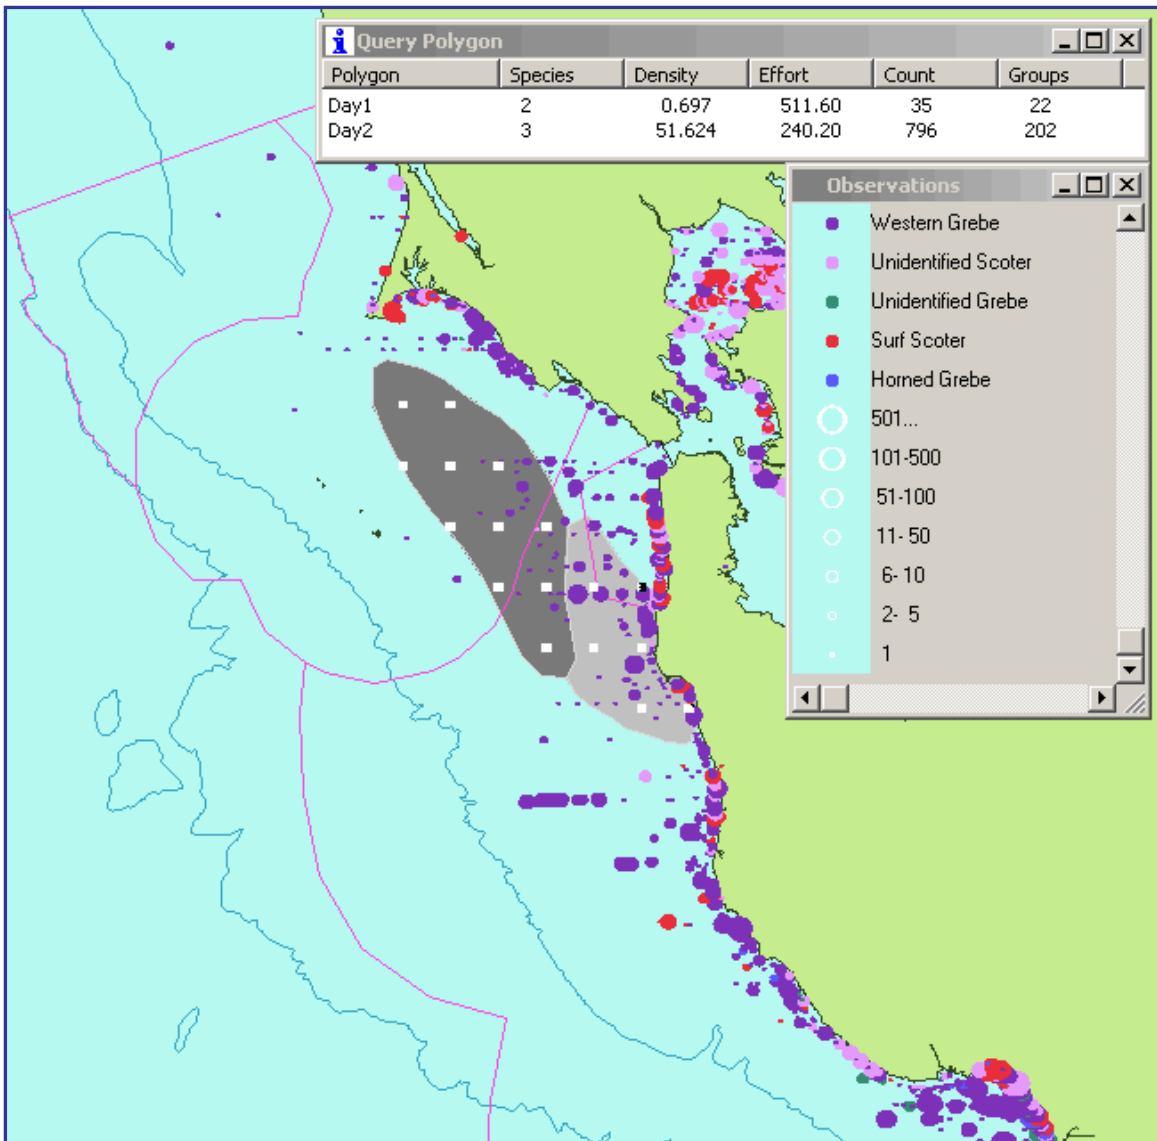 Query Polygon
Polygon Species Density Effort Count Groups
Day1 2 0.697 511.60 35 22
Day2 3 51.624 240.20 796 202
Observations
Western Grebe
Unidentified Scoter
Unidentified Grebe
Surf Scoter
Horned Grebe
501...
101-500
51-100
11- 50
6- 10
2- 5
1